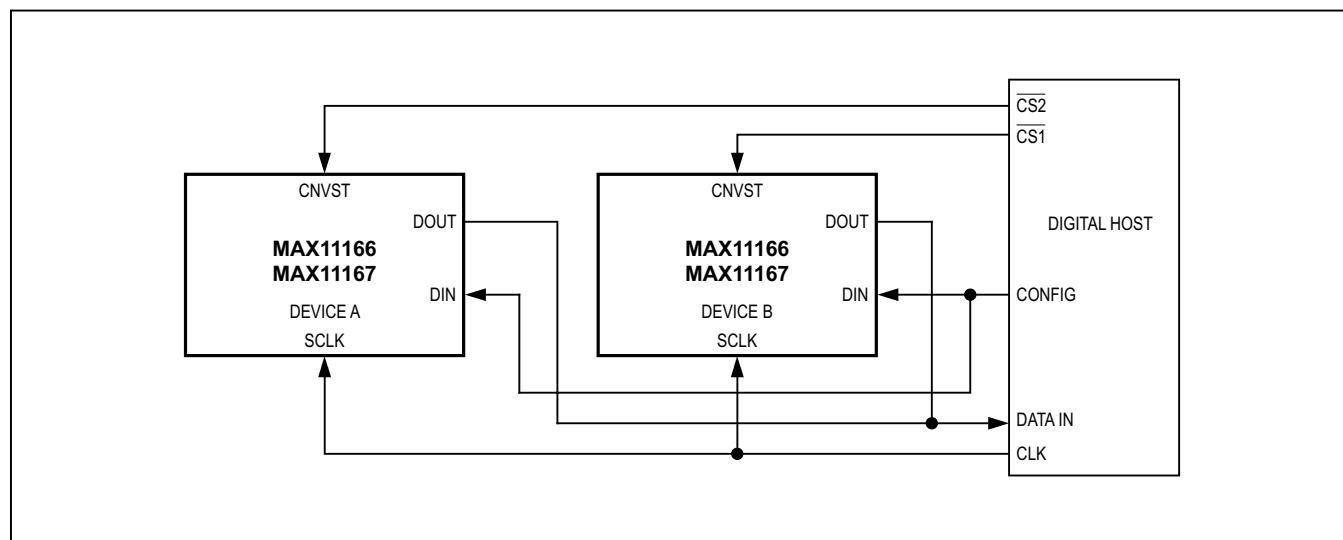 CS2
CS1
CNVST
CNVST
DOUT
DOUT
DIGITAL HOST
MAX11166
MAX11167
MAX11166
MAX11167
DIN
DIN
CONFIG
DEVICE A
DEVICE B
SCLK
SCLK
DATA IN
CLK